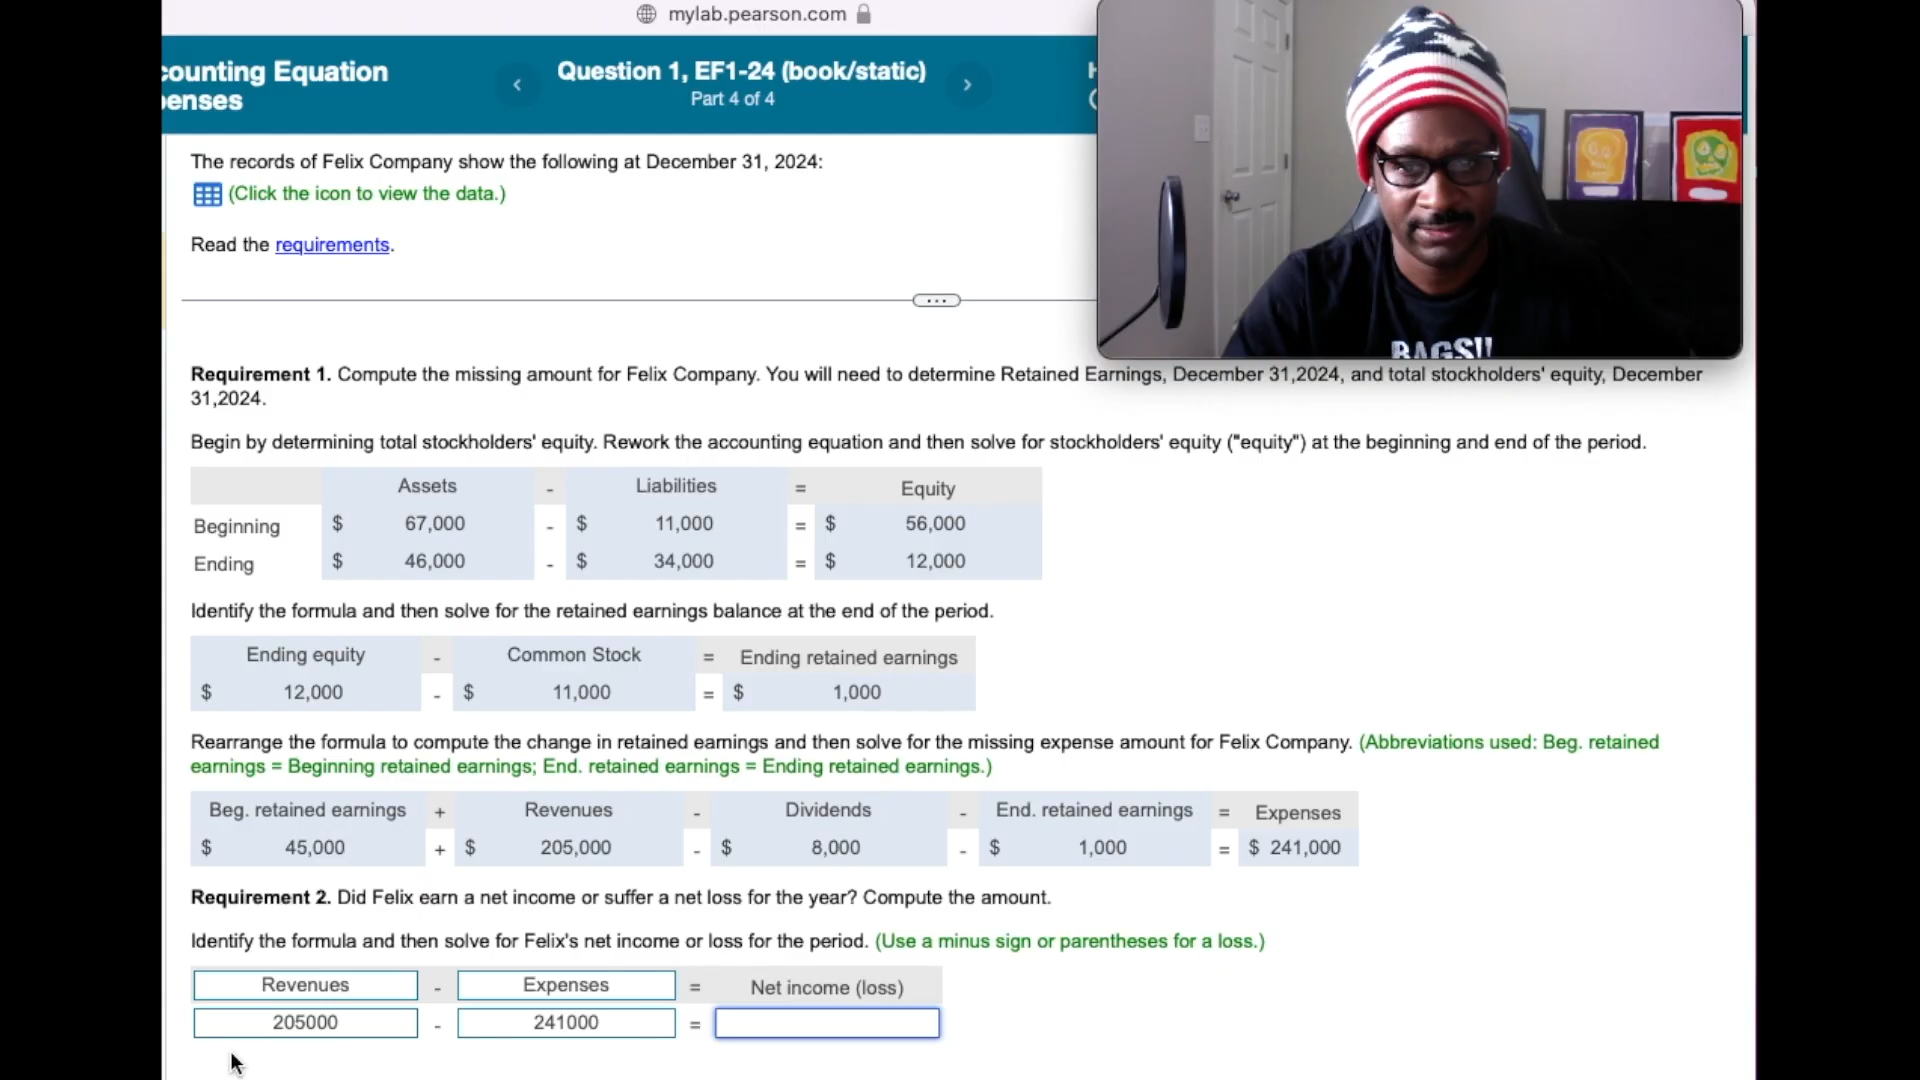 mylab.pearson.com
counting Equation
penses
Question 1, EF1-24 (book/static)
Part 4 of 4
The records of Felix Company show the following at December 31, 2024:
(Click the icon to view the data.)
Read the requirements.
BAGS!!
Requirement 1. Compute the missing amount for Felix Company. You will need to determine Retained Earnings, December 31,2024, and total stockholders' equity, December
31,2024.
Begin by determining total stockholders' equity. Rework the accounting equation and then solve for stockholders' equity ("equity") at the beginning and end of the period.
Assets - Liabilities = Equity
Beginning $ 67,000 - $ 11,000 = $ 56,000
Ending $ 46,000 - $ 34,000 = $ 12,000
Identify the formula and then solve for the retained earnings balance at the end of the period.
Ending equity - Common Stock = Ending retained earnings
$ 12,000 - $ 11,000 = $ 1,000
Rearrange the formula to compute the change in retained earnings and then solve for the missing expense amount for Felix Company. (Abbreviations used: Beg. retained
earnings = Beginning retained earnings; End. retained earnings = Ending retained earnings.)
Beg. retained earnings + Revenues - Dividends - End. retained earnings = Expenses
$ 45,000 + $ 205,000 - $ 8,000 - $ 1,000 = $ 241,000
Requirement 2. Did Felix earn a net income or suffer a net loss for the year? Compute the amount.
Identify the formula and then solve for Felix's net income or loss for the period. (Use a minus sign or parentheses for a loss.)
Revenues - Expenses = Net income (loss)
205000 - 241000 =